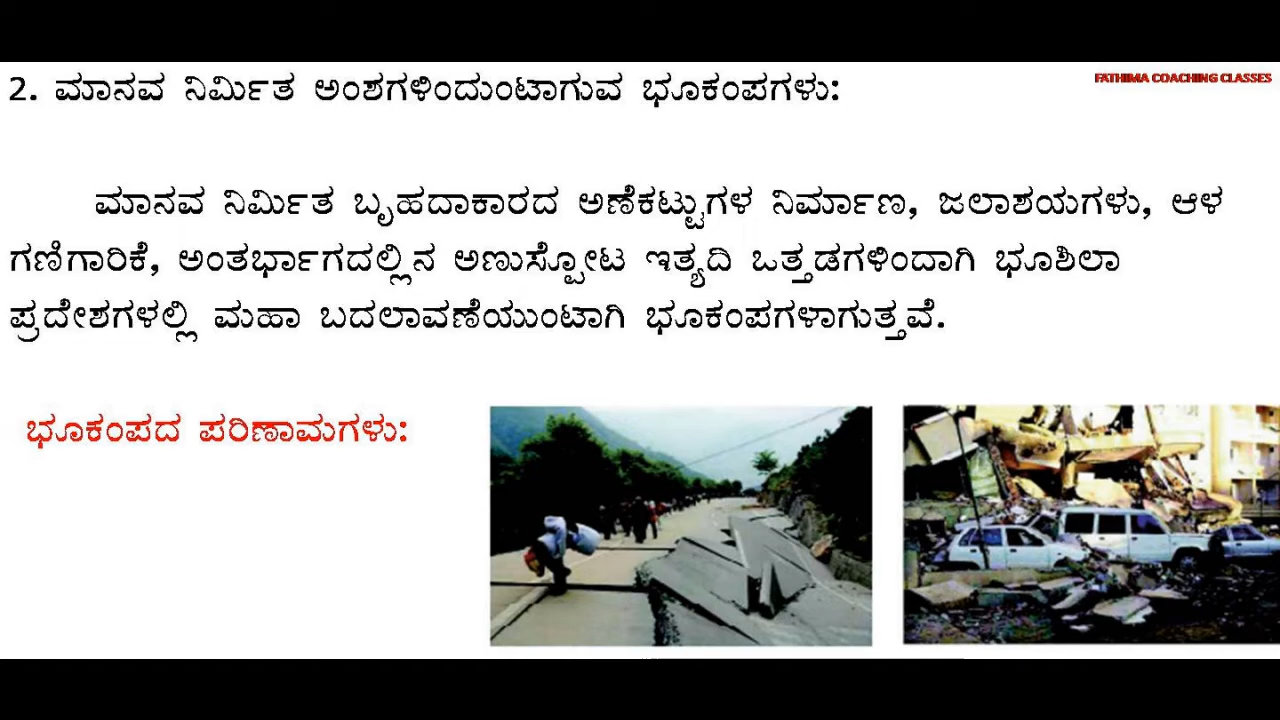 FATHIMA COACHING CLASSES
2. ಮಾನವ ನಿರ್ಮಿತ ಅಂಶಗಳಿಂದುಂಟಾಗುವ ಭೂಕಂಪಗಳು:
ಮಾನವ ನಿರ್ಮಿತ ಬೃಹದಾಕಾರದ ಅಣೆಕಟ್ಟುಗಳ ನಿರ್ಮಾಣ, ಜಲಾಶಯಗಳು, ಆಳ
ಗಣಿಗಾರಿಕೆ, ಅಂತರ್ಭಾಗದಲ್ಲಿನ ಅಣುಸ್ಪೋಟ ಇತ್ಯದಿ ಒತ್ತಡಗಳಿಂದಾಗಿ ಭೂಶಿಲಾ
ಪ್ರದೇಶಗಳಲ್ಲಿ ಮಹಾ ಬದಲಾವಣೆಯುಂಟಾಗಿ ಭೂಕಂಪಗಳಾಗುತ್ತವೆ.
ಭೂಕಂಪದ ಪರಿಣಾಮಗಳು: